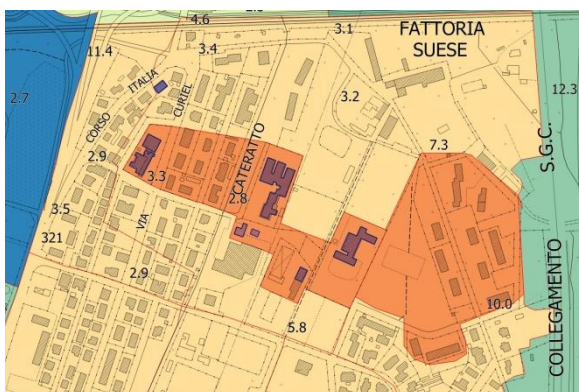 4.6
3.1
FATTORIA
SUESE
11.4
3.4
ITALIA
CURIEL
CORSO
3.2
2.7
12.3
2.9
CATERATTO
7.3
S.G.C.
3.3
2.8
3.5
VIA
321
2.9
10.0
5.8
COLLEGAMENTO